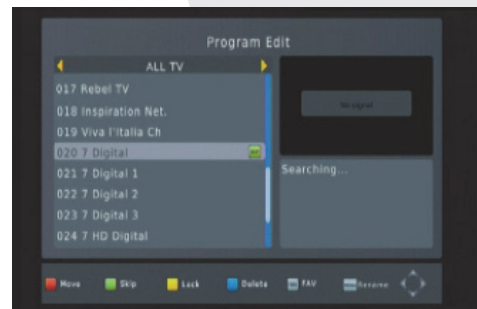 Program Edit
ALL TV
017 Rebel TV
018 Inspiration Net.
019 Viva l'Italia Ch
020 7 Digital
021 7 Digital 1
022 7 Digital 2
023 7 Digital 3
024 7 HD Digital
No signal
Searching...
Move Skip Lock Delete FAV Rename